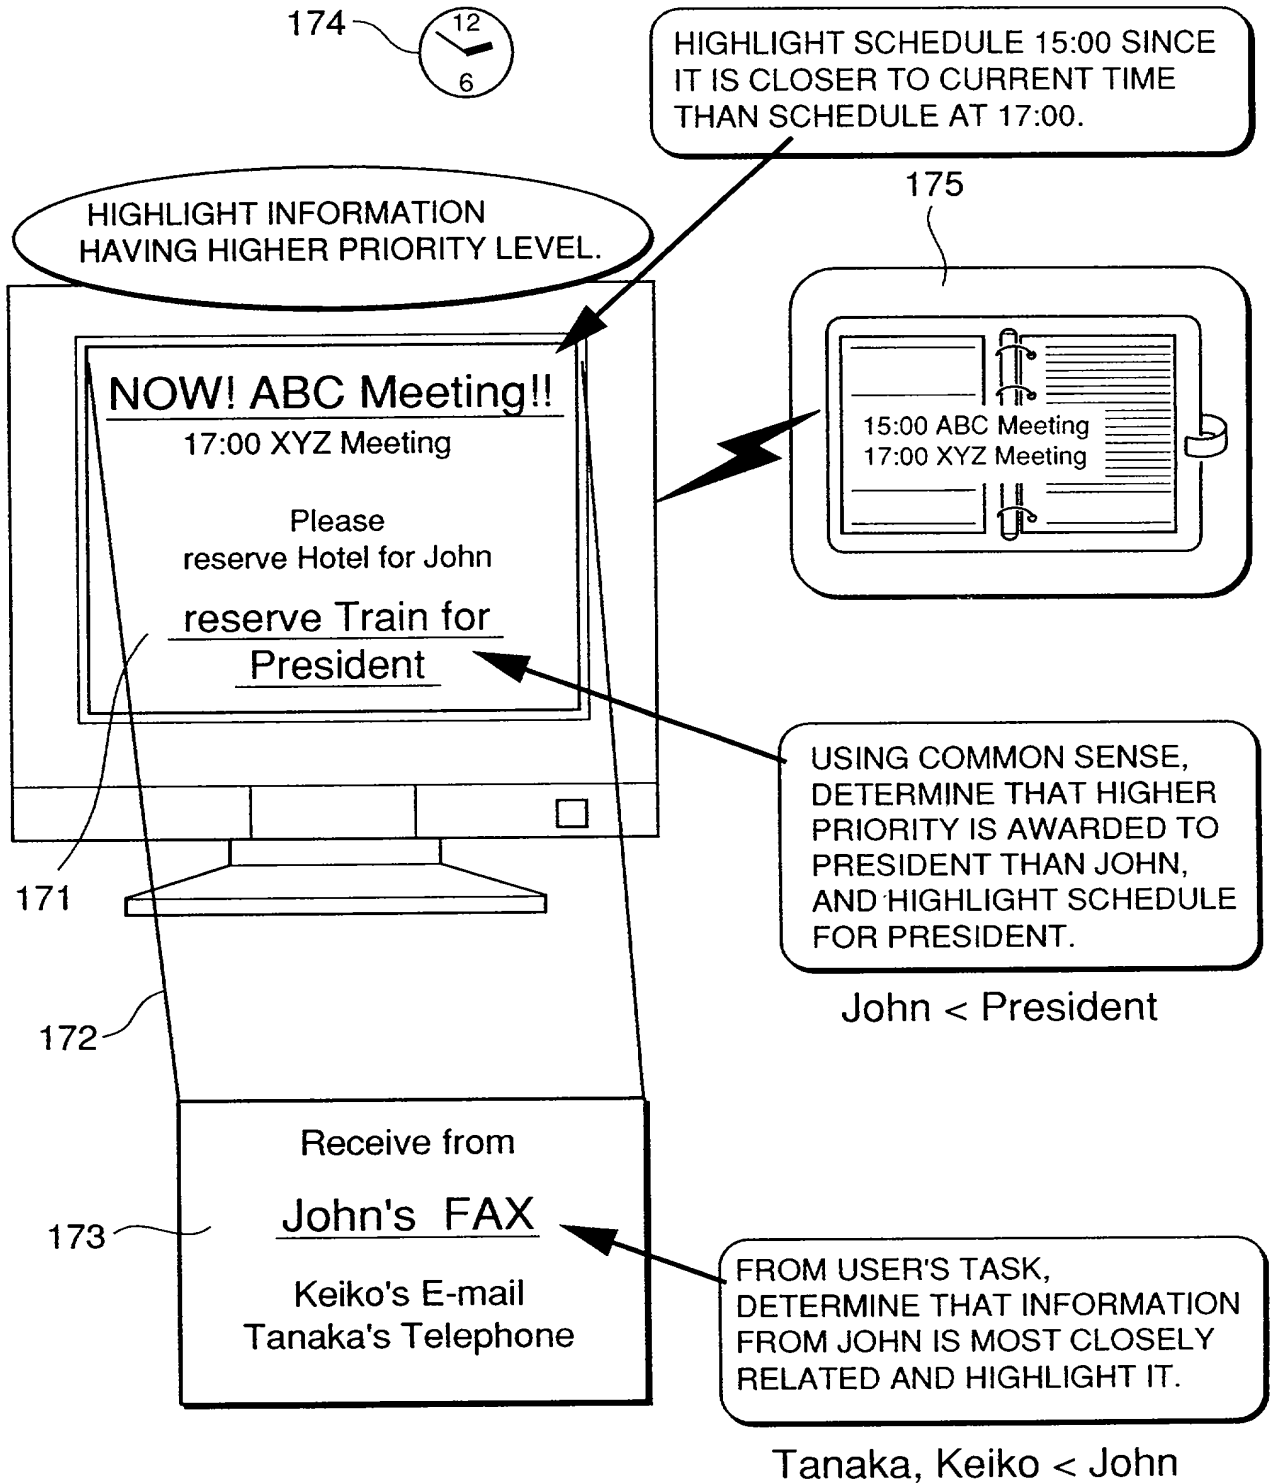 174
12
6
HIGHLIGHT SCHEDULE 15:00 SINCE
IT IS CLOSER TO CURRENT TIME
THAN SCHEDULE AT 17:00.
175
HIGHLIGHT INFORMATION
HAVING HIGHER PRIORITY LEVEL.
NOW! ABC Meeting!!
17:00 XYZ Meeting
Please
reserve Hotel for John
reserve Train for
President
15:00 ABC Meeting
17:00 XYZ Meeting
171
USING COMMON SENSE,
DETERMINE THAT HIGHER
PRIORITY IS AWARDED TO
PRESIDENT THAN JOHN,
AND HIGHLIGHT SCHEDULE
FOR PRESIDENT.
John < President
172
Receive from
John's FAX
Keiko's E-mail
Tanaka's Telephone
173
FROM USER'S TASK,
DETERMINE THAT INFORMATION
FROM JOHN IS MOST CLOSELY
RELATED AND HIGHLIGHT IT.
Tanaka, Keiko < John